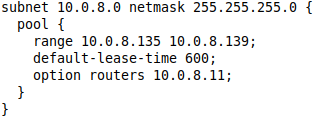 subnet 10.0.8.0 netmask 255.255.255.0 {
  pool {
    range 10.0.8.135 10.0.8.139;
    default-lease-time 600;
    option routers 10.0.8.11;
  }
}